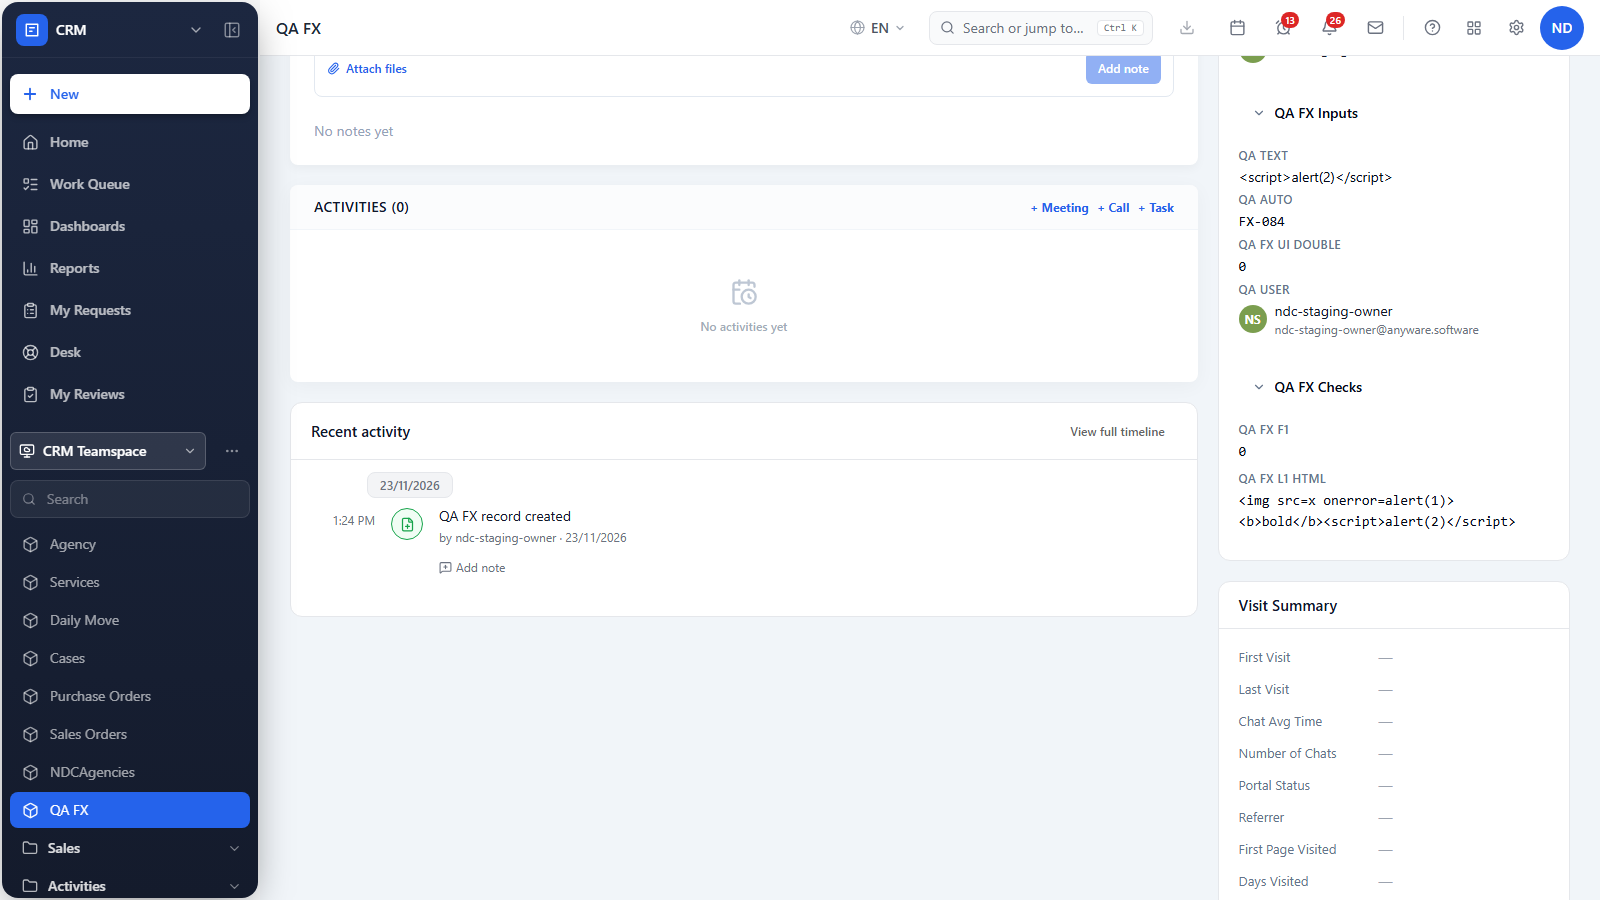 CRM
New
Home
Work Queue
Dashboards
Reports
My Requests
Desk
My Reviews
CRM Teamspace
Search
Agency
Services
Daily Move
Cases
Purchase Orders
Sales Orders
NDCAgencies
QA FX
Sales
Activities
QA FX
EN
Search or jump to...
Ctrl K
13
26
ND
Attach files
Add note
No notes yet
ACTIVITIES (0)
+ Meeting
+ Call
+ Task
No activities yet
Recent activity
View full timeline
23/11/2026
1:24 PM
QA FX record created
by ndc-staging-owner · 23/11/2026
Add note
QA FX Inputs
QA TEXT
<script>alert(2)</script>
QA AUTO
FX-084
QA FX UI DOUBLE
0
QA USER
NS
ndc-staging-owner
ndc-staging-owner@anyware.software
QA FX Checks
QA FX F1
0
QA FX L1 HTML
<img src=x onerror=alert(1)>
<b>bold</b><script>alert(2)</script>
Visit Summary
First Visit —
Last Visit —
Chat Avg Time —
Number of Chats —
Portal Status —
Referrer —
First Page Visited —
Days Visited —